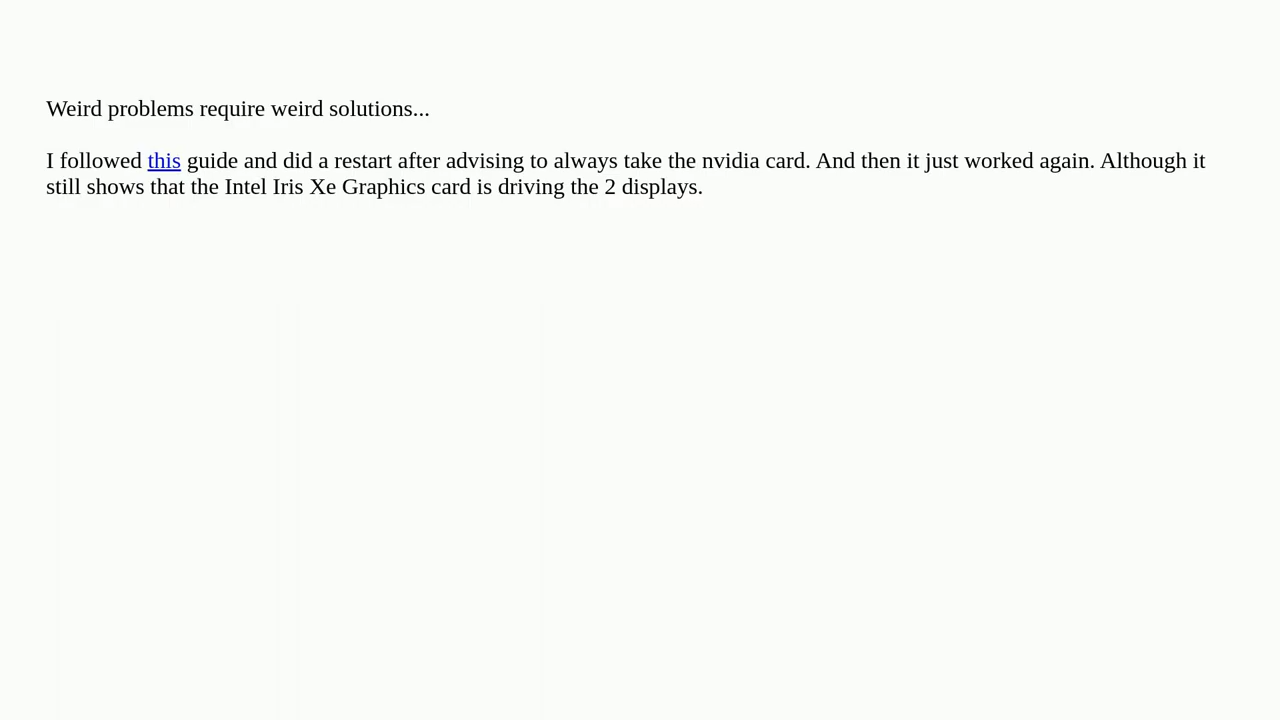 Weird problems require weird solutions...
I followed this guide and did a restart after advising to always take the nvidia card. And then it just worked again. Although it
still shows that the Intel Iris Xe Graphics card is driving the 2 displays.